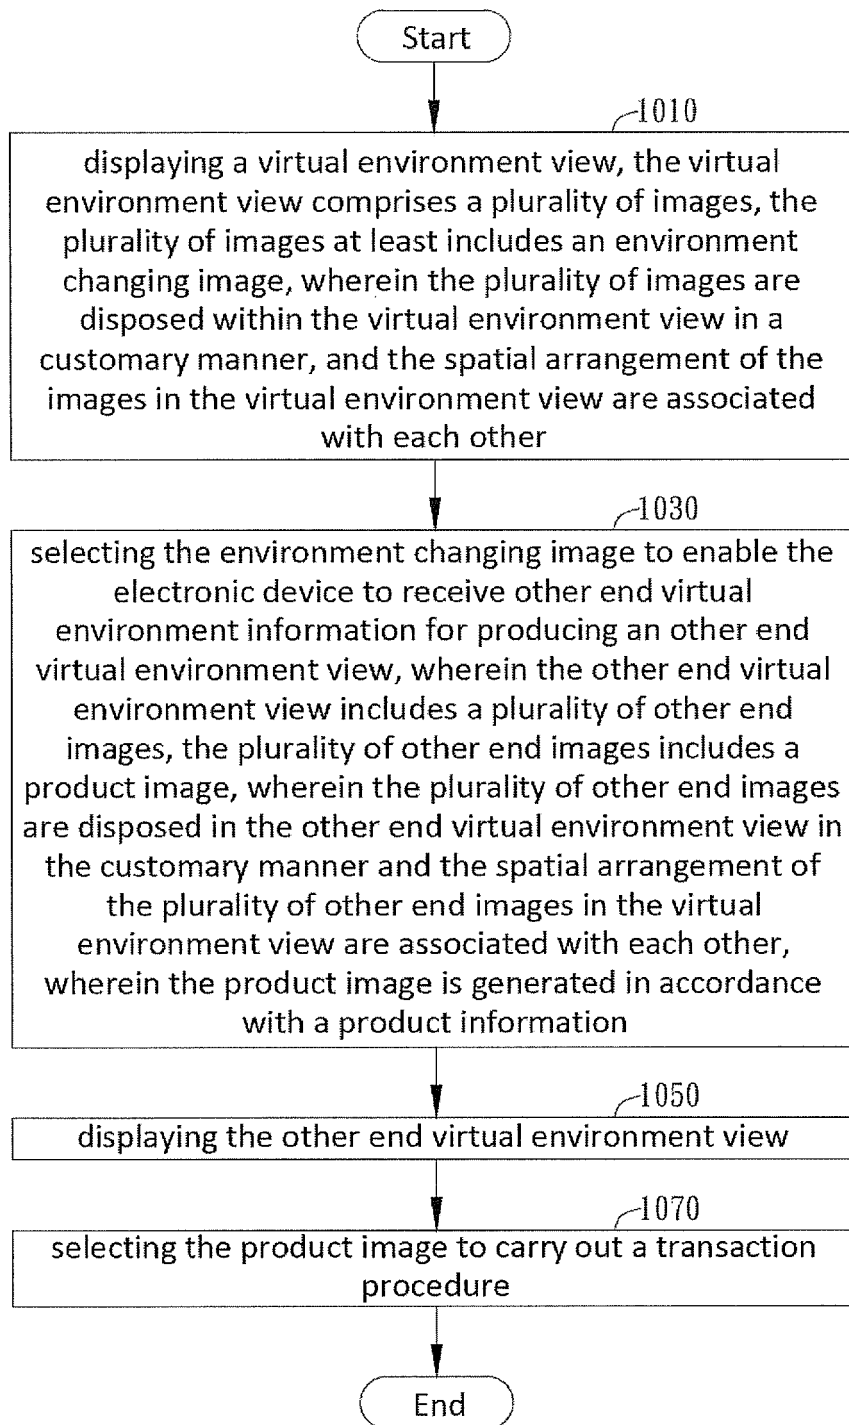 Start
1010
displaying a virtual environment view, the virtual
environment view comprises a plurality of images, the
plurality of images at least includes an environment
changing image, wherein the plurality of images are
disposed within the virtual environment view in a
customary manner, and the spatial arrangement of the
images in the virtual environment view are associated
with each other
1030
selecting the environment changing image to enable the
electronic device to receive other end virtual
environment information for producing an other end
virtual environment view, wherein the other end virtual
environment view includes a plurality of other end
images, the plurality of other end images includes a
product image, wherein the plurality of other end images
are disposed in the other end virtual environment view in
the customary manner and the spatial arrangement of
the plurality of other end images in the virtual
environment view are associated with each other,
wherein the product image is generated in accordance
with a product information
1050
displaying the other end virtual environment view
1070
selecting the product image to carry out a transaction
procedure
End